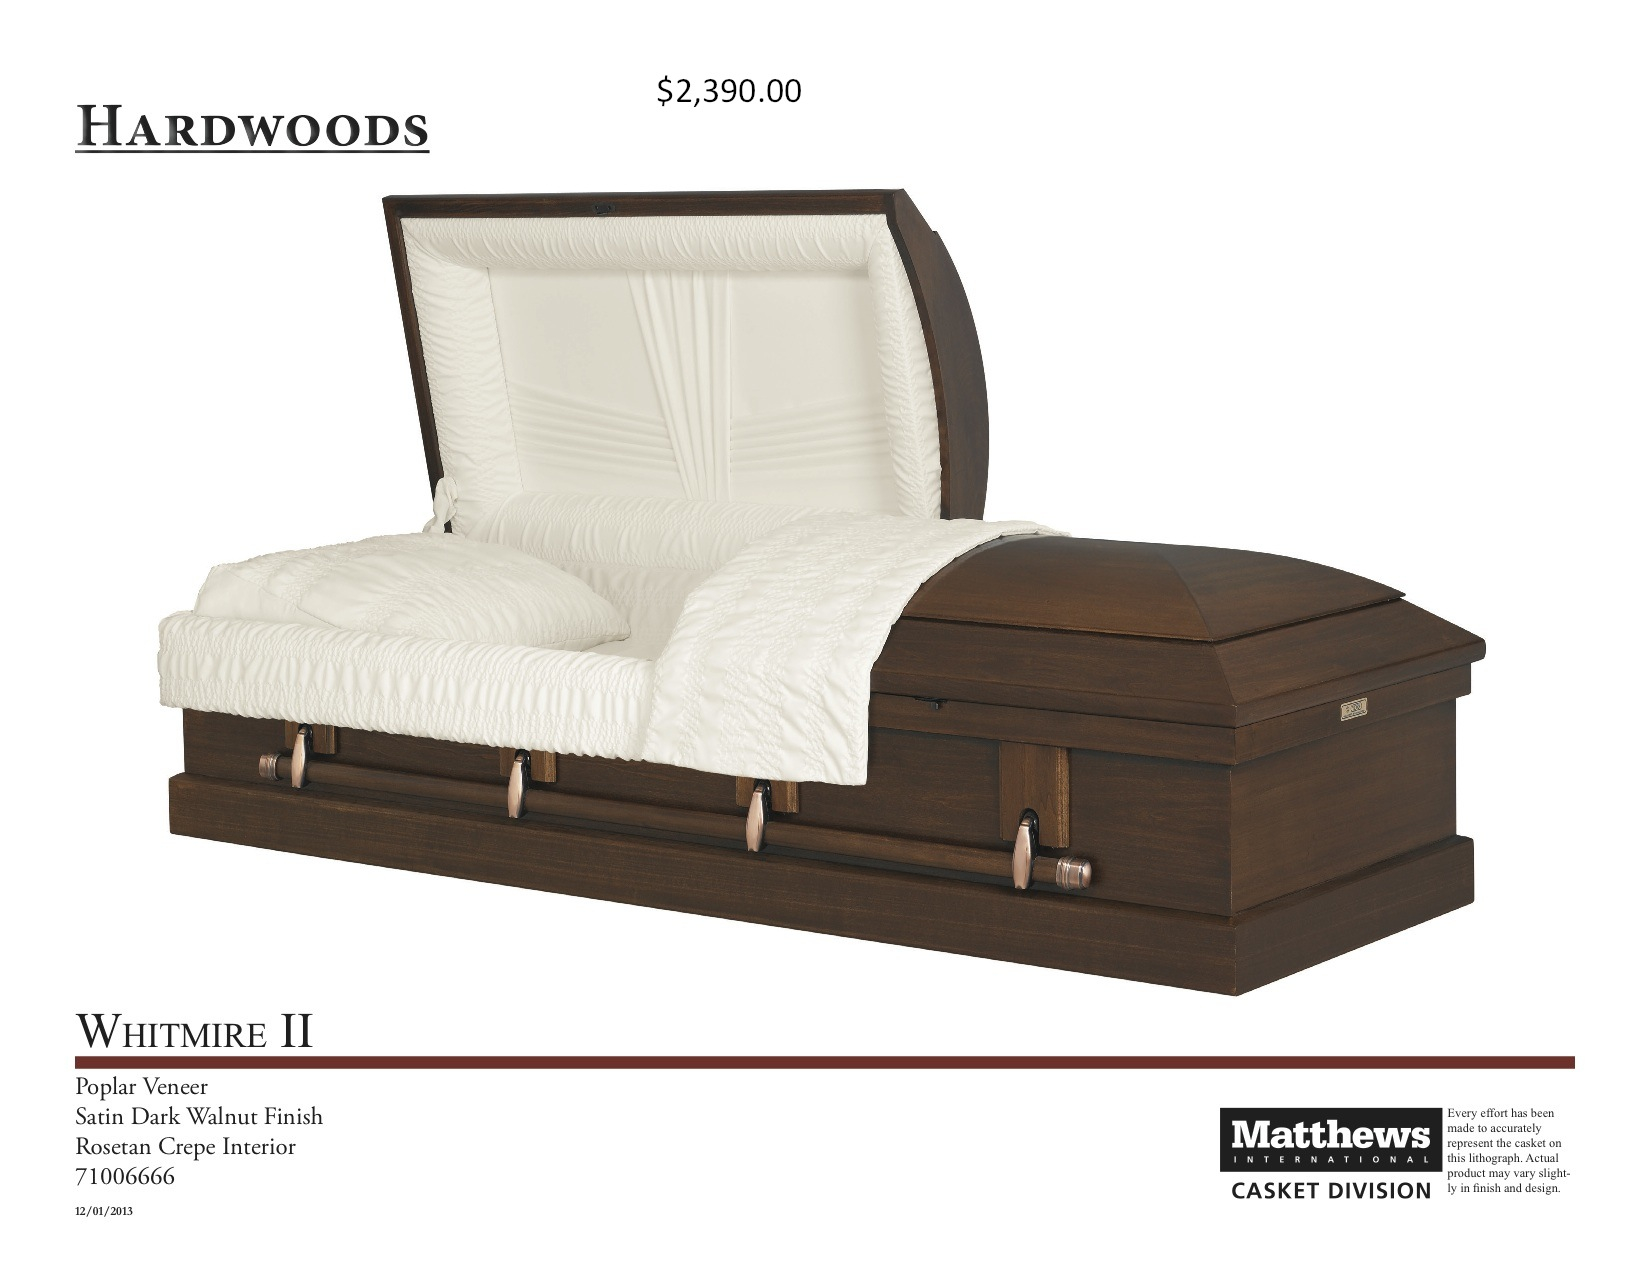 $2,390.00
HARDWOODS
WHITMIRE II
Poplar Veneer
Satin Dark Walnut Finish
Rosetan Crepe Interior
71006666
12/01/2013
Matthews
INTERNATIONAL
CASKET DIVISION
Every effort has been
made to accurately
represent the casket on
this lithograph. Actual
product may vary slight-
ly in finish and design.